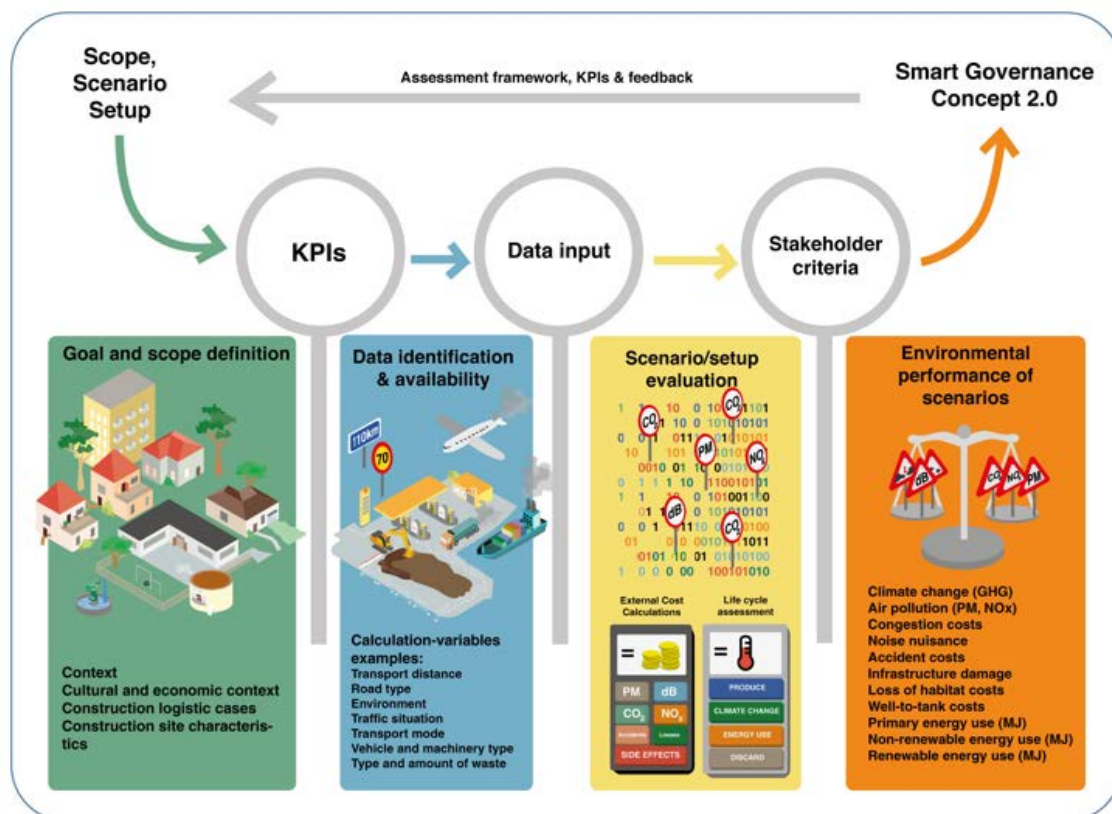 Scope,
Scenario
Setup
Assessment framework, KPIs & feedback
Smart Governance
Concept 2.0
KPIs
Data input
Stakeholder
criteria
Goal and scope definition
Context
Cultural and economic context
Construction logistic cases
Construction site characteris-
tics
Data identification
& availability
110km
70
Calculation-variables
examples:
Transport distance
Road type
Environment
Traffic situation
Transport mode
Vehicle and machinery type
Type and amount of waste
Scenario/setup
evaluation
CO2
CO2
PM
NOx
dB
CO2
External Cost
Calculations
Life cycle
assessment
=
=
PM
dB
CO2
NOx
Accidents
Losses
SIDE EFFECTS
PRODUCE
CLIMATE CHANGE
ENERGY USE
DISCARD
Environmental
performance of
scenarios
dB
CO2
NOx
PM
Climate change (GHG)
Air pollution (PM, NOx)
Congestion costs
Noise nuisance
Accident costs
Infrastructure damage
Loss of habitat costs
Well-to-tank costs
Primary energy use (MJ)
Non-renewable energy use (MJ)
Renewable energy use (MJ)